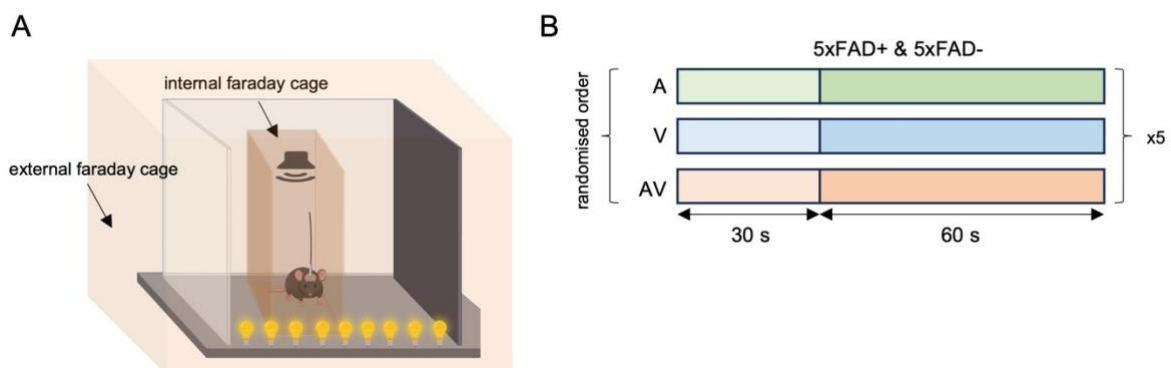 A
internal faraday cage
external faraday cage
B
5xFAD+ & 5xFAD-
randomised order
A
V
AV
x5
30 s
60 s